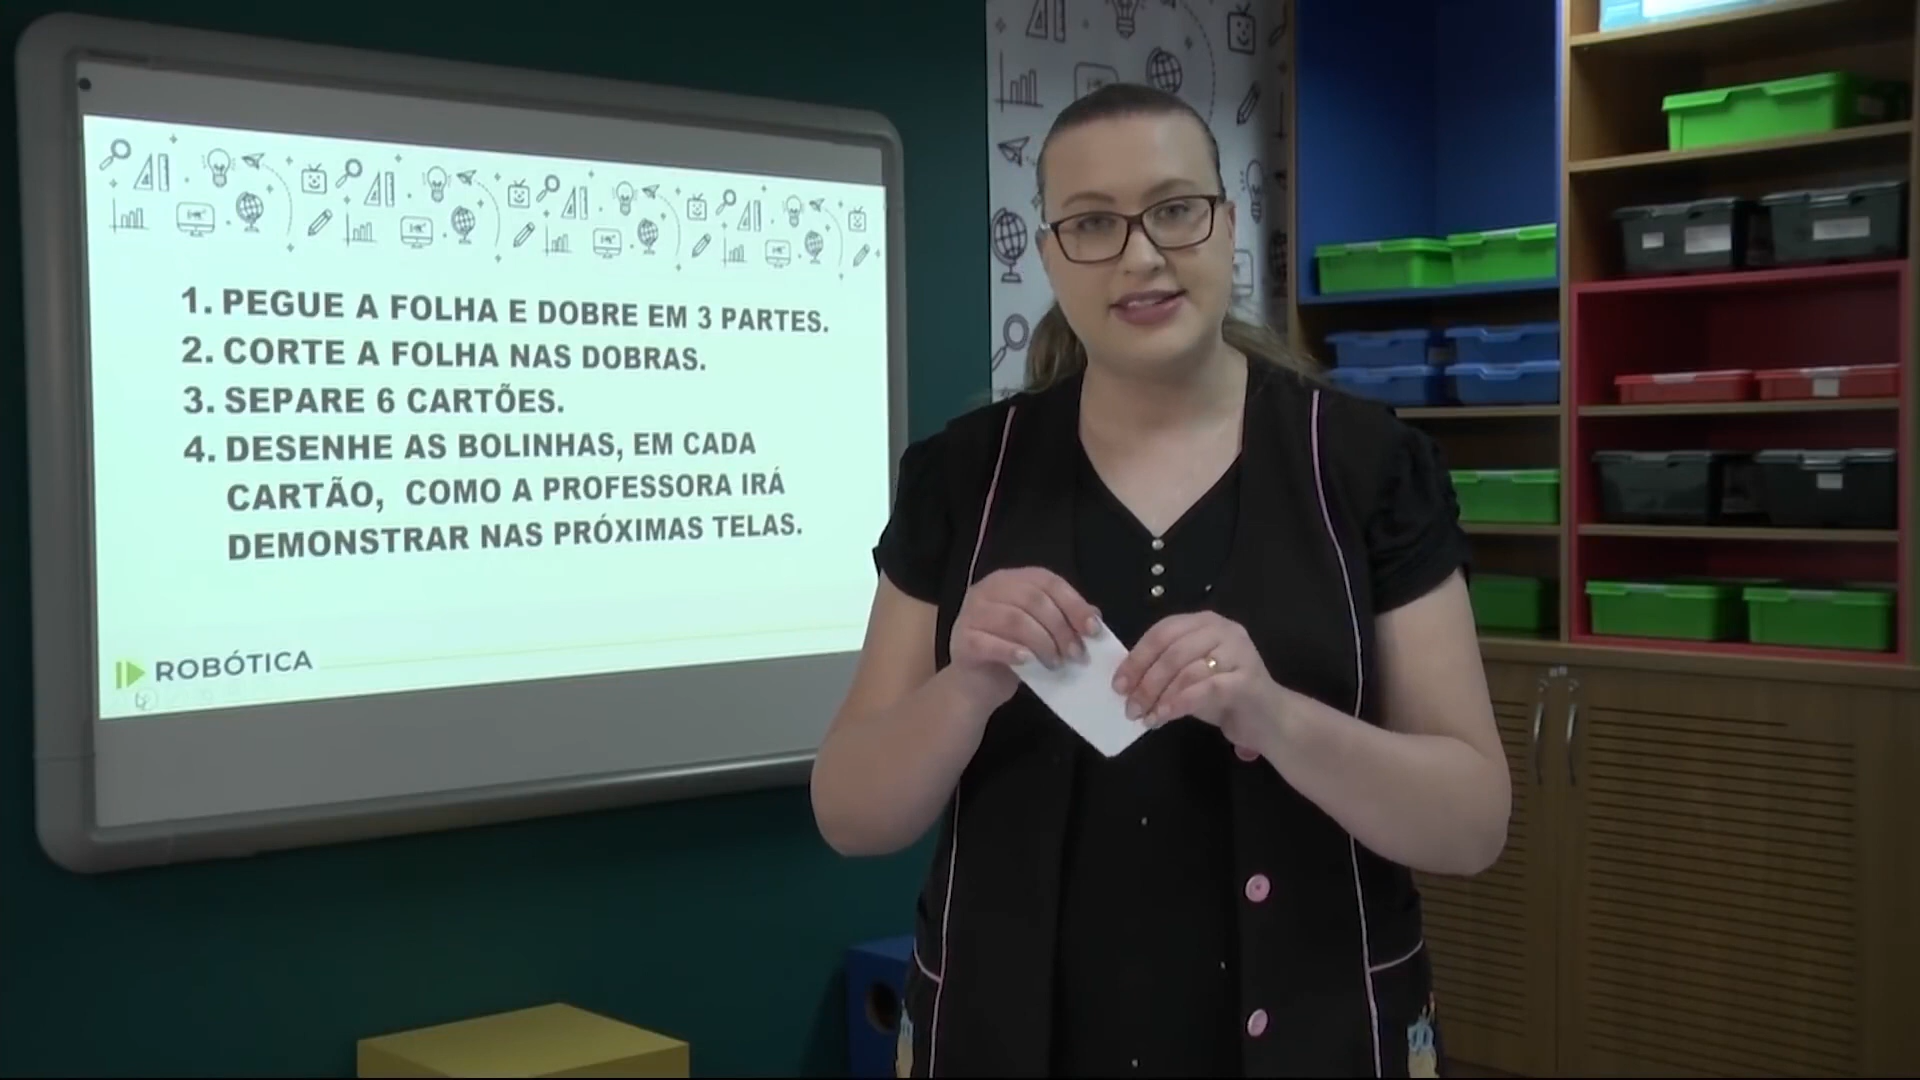 1. PEGUE A FOLHA E DOBRE EM 3 PARTES.
2. CORTE A FOLHA NAS DOBRAS.
3. SEPARE 6 CARTÕES.
4. DESENHE AS BOLINHAS, EM CADA
CARTÃO, COMO A PROFESSORA IRÁ
DEMONSTRAR NAS PRÓXIMAS TELAS.
ROBÓTICA